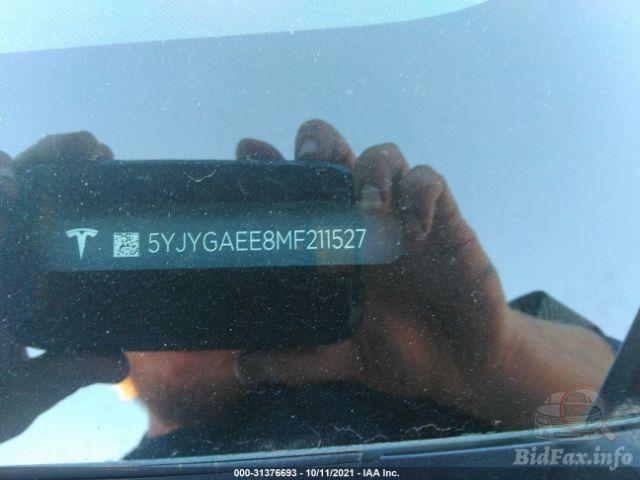 5YJYGAEE8MF211527
BidFax.info
000-31376693 - 10/11/2021 - IAA Inc.